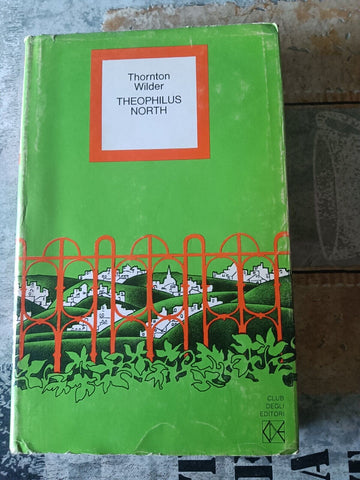 Thornton
Wilder
THEOPHILUS
NORTH
CLUB
DEGLI
EDITORI